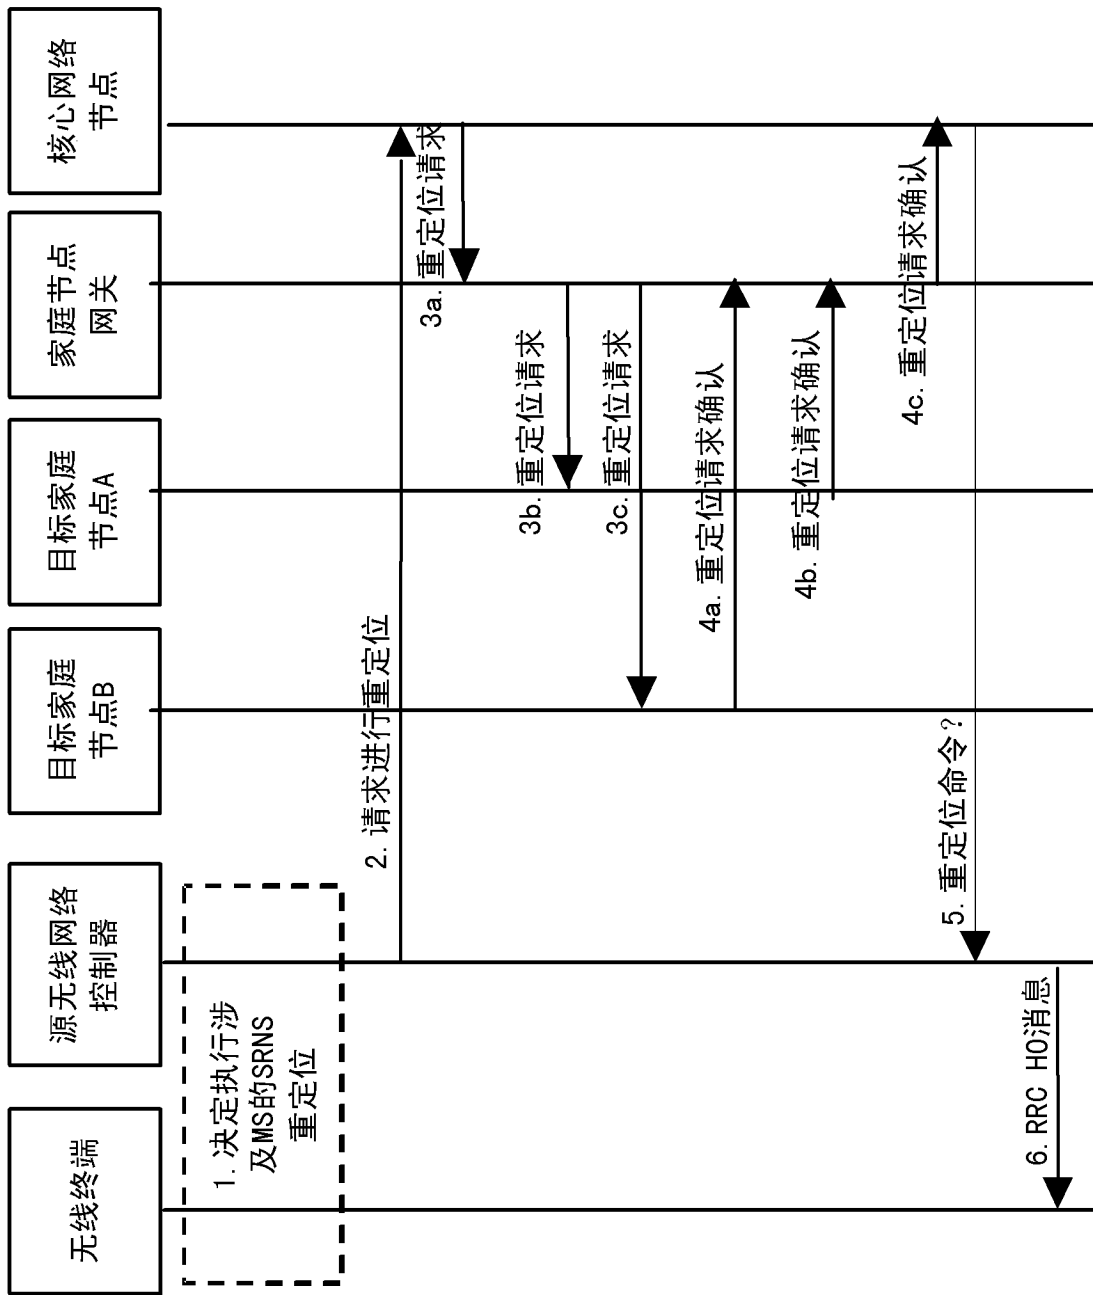 无线终端
源无线网络
控制器
目标家庭
节点B
目标家庭
节点A
家庭节点
网关
核心网络
节点
1. 决定执行涉
及MS的SRNS
重定位
2. 请求进行重定位
3a. 重定位请求
3b. 重定位请求
3c. 重定位请求
4a. 重定位请求确认
4b. 重定位请求确认
4c. 重定位请求确认
5. 重定位命令?
6. RRC HO消息